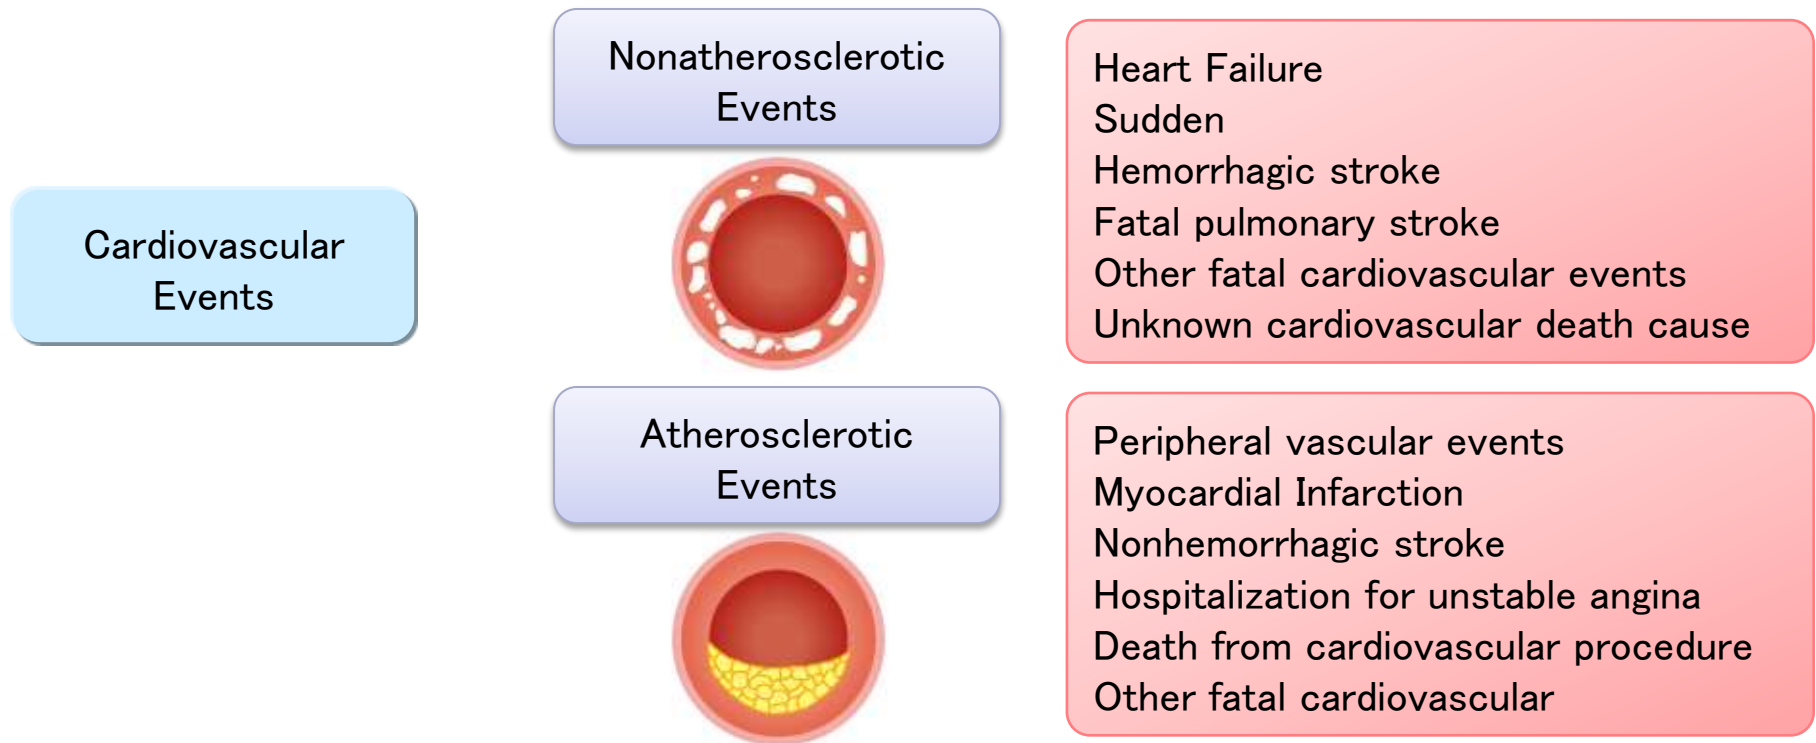 Cardiovascular
Events
Nonatherosclerotic
Events
Heart Failure
Sudden
Hemorrhagic stroke
Fatal pulmonary stroke
Other fatal cardiovascular events
Unknown cardiovascular death cause
Atherosclerotic
Events
Peripheral vascular events
Myocardial Infarction
Nonhemorrhagic stroke
Hospitalization for unstable angina
Death from cardiovascular procedure
Other fatal cardiovascular